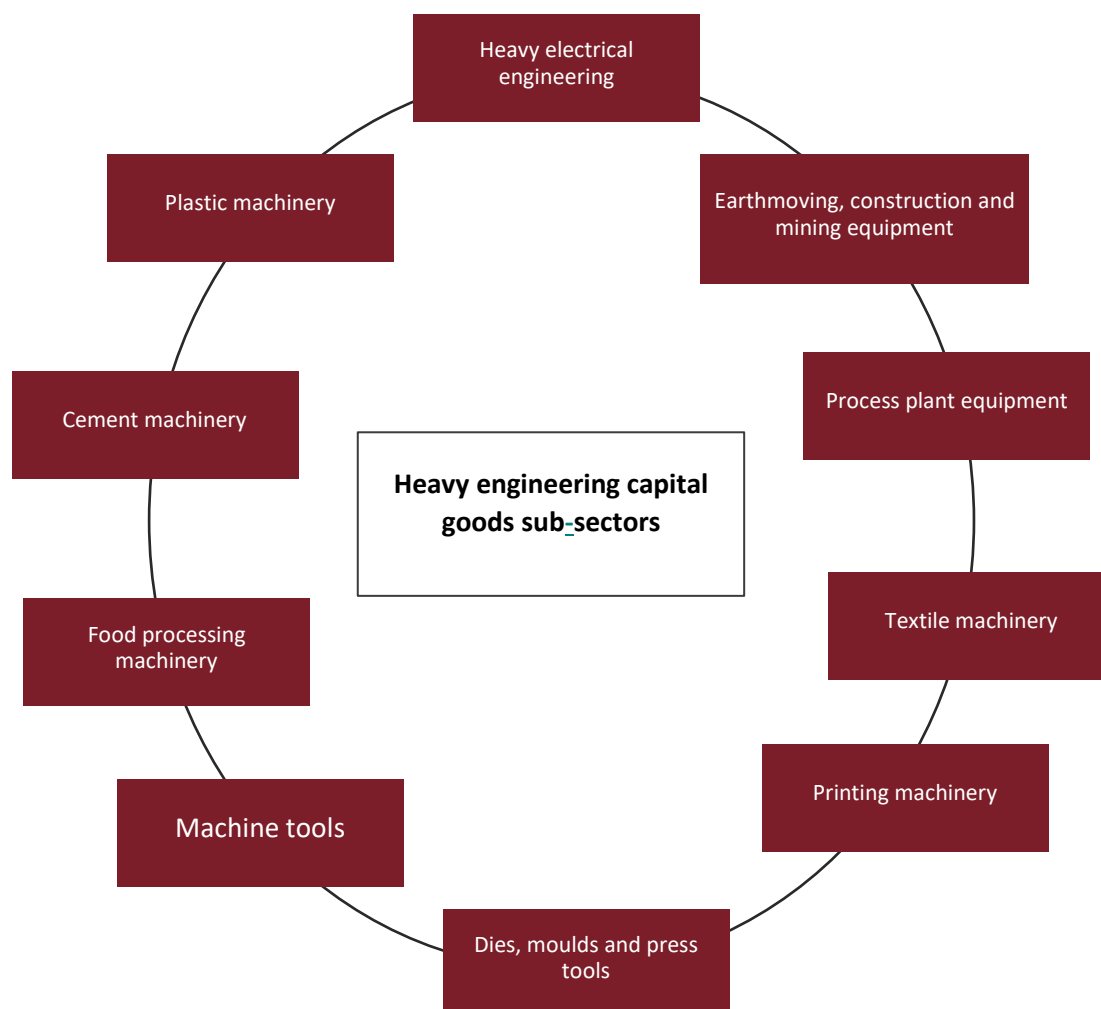 Heavy electrical
engineering
Plastic machinery
Earthmoving, construction and
mining equipment
Cement machinery
Process plant equipment
Heavy engineering capital
goods sub-sectors
Food processing
machinery
Textile machinery
Machine tools
Printing machinery
Dies, moulds and press
tools